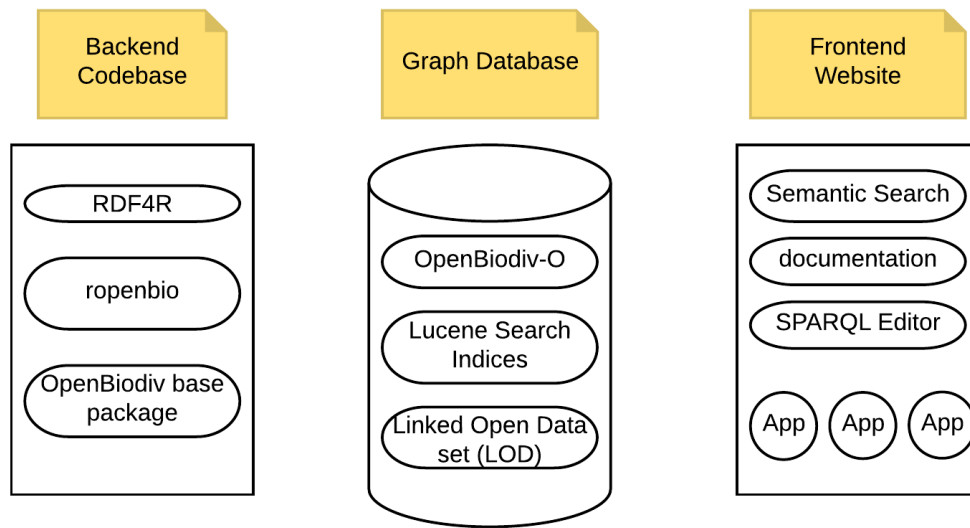 Backend
Codebase
Graph Database
Frontend
Website
RDF4R
ropenbio
OpenBiodiv base
package
OpenBiodiv-O
Lucene Search
Indices
Linked Open Data
set (LOD)
Semantic Search
documentation
SPARQL Editor
App
App
App